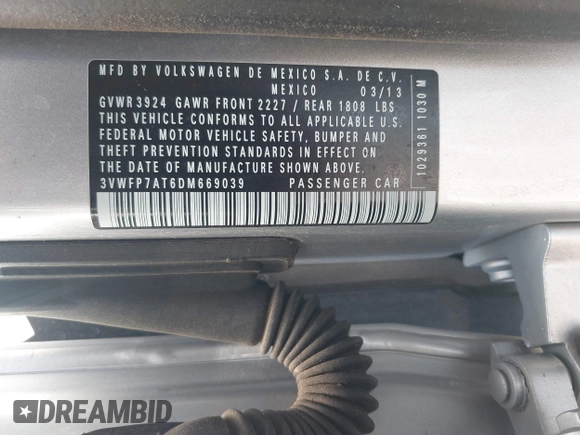 MFD BY VOLKSWAGEN DE MEXICO S.A. DE C.V.
MEXICO 03/13
GVWR 3924 GAWR FRONT 2227 / REAR 1808 LBS
THIS VEHICLE CONFORMS TO ALL APPLICABLE U.S.
FEDERAL MOTOR VEHICLE SAFETY, BUMPER AND
THEFT PREVENTION STANDARDS IN EFFECT ON
THE DATE OF MANUFACTURE SHOWN ABOVE.
3VWFP7AT6DM669039 PASSENGER CAR
1029361 1030 M
DREAMBID